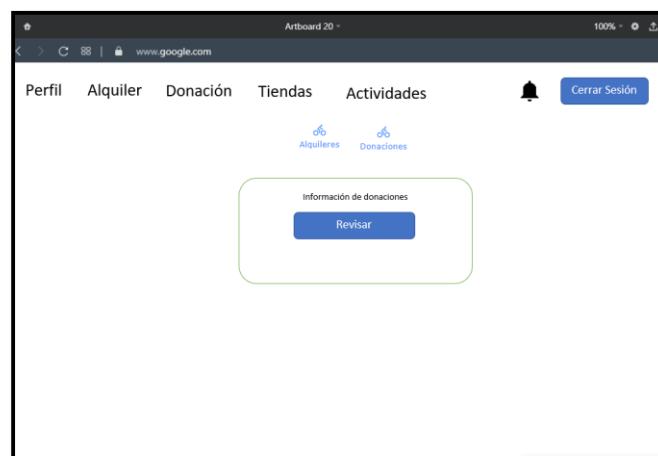 Artboard 20
100%
www.google.com
Perfil Alquiler Donación Tiendas Actividades Cerrar Sesión
Alquileres Donaciones
Información de donaciones
Revisar